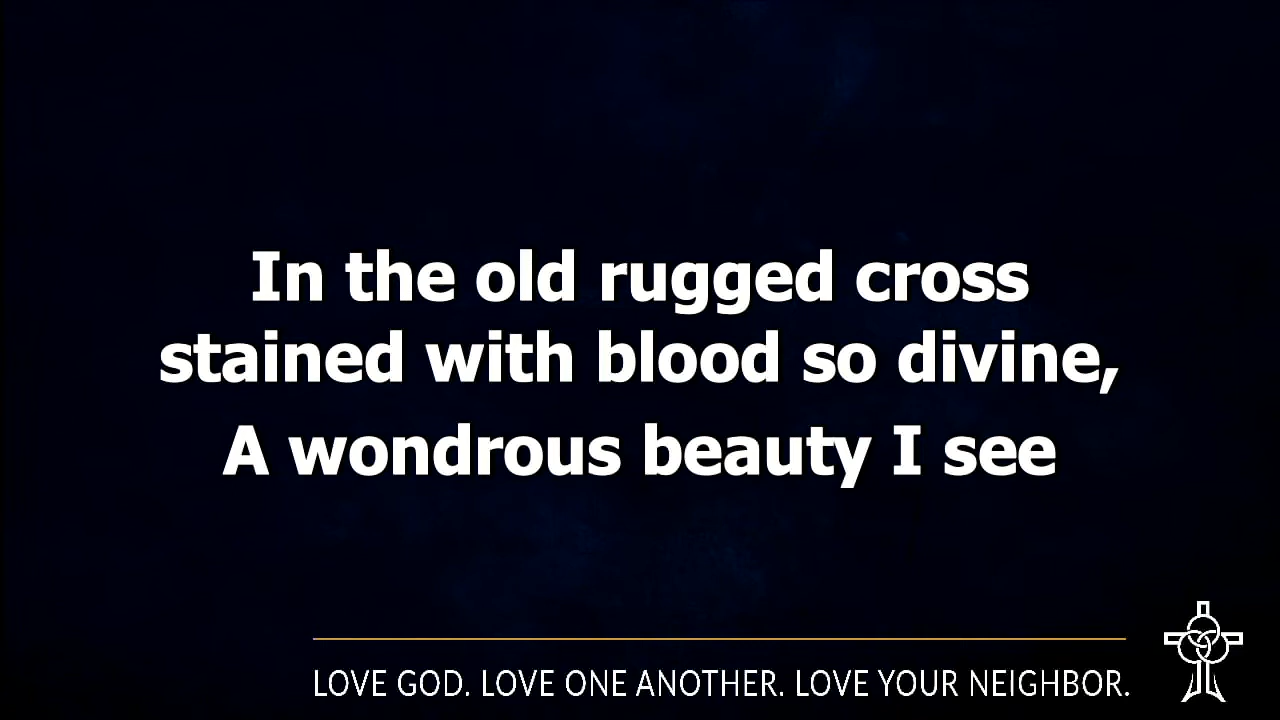 In the old rugged cross
stained with blood so divine,
A wondrous beauty I see
LOVE GOD. LOVE ONE ANOTHER. LOVE YOUR NEIGHBOR.